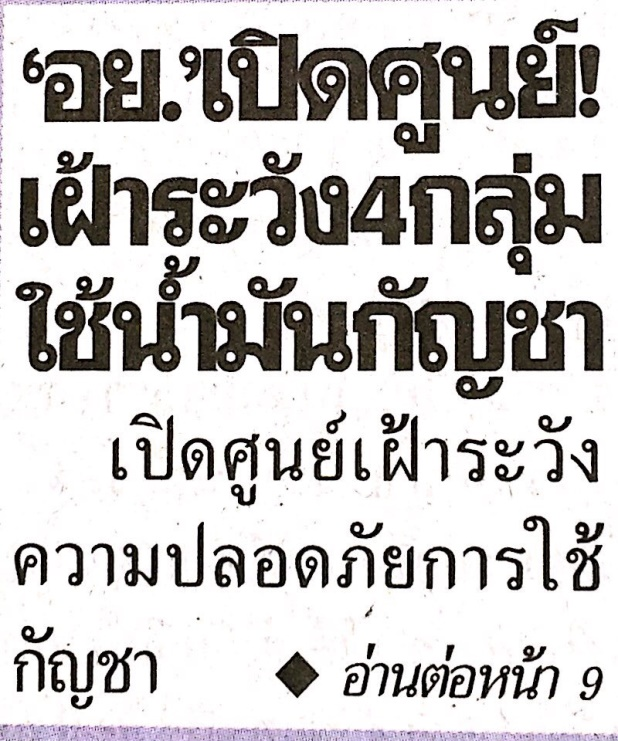 ‘อย.’เปิดศูนย์!
เฝ้าระวัง4กลุ่ม
ใช้น้ำมันกัญชา
เปิดศูนย์เฝ้าระวัง
ความปลอดภัยการใช้
กัญชา ◆ อ่านต่อหน้า 9